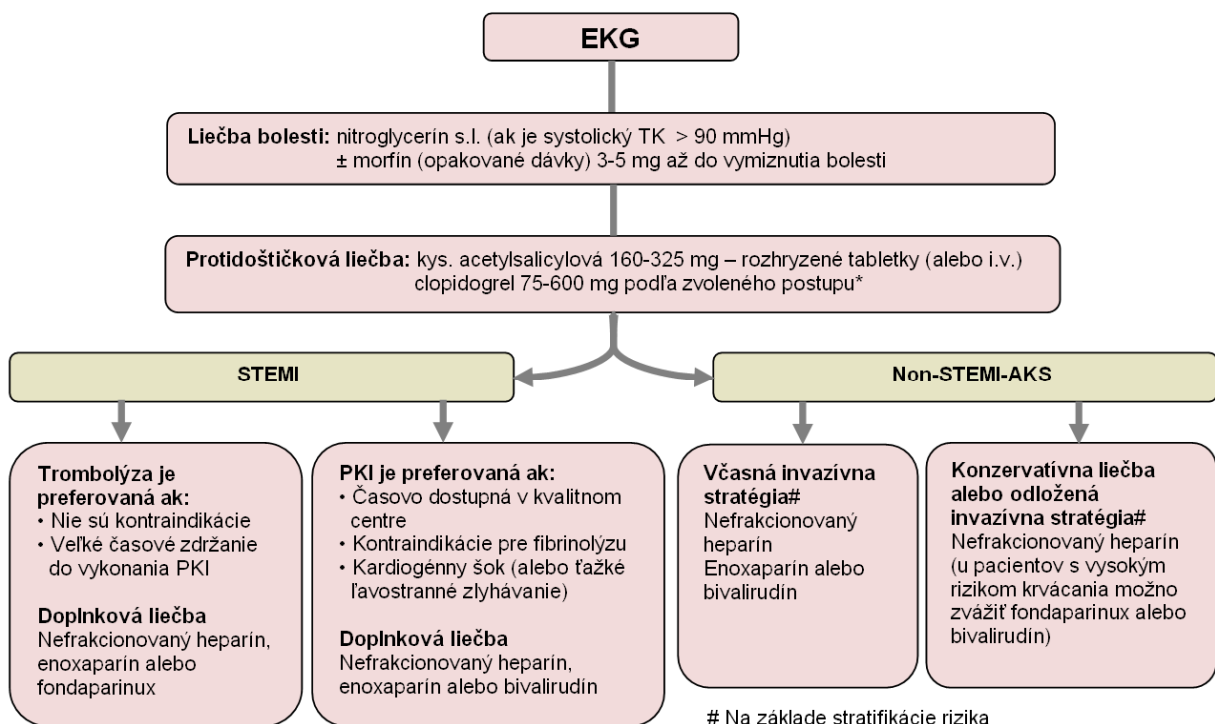 EKG
Liečba bolesti: nitroglycerín s.l. (ak je systolický TK > 90 mmHg)
± morfín (opakované dávky) 3-5 mg až do vymiznutia bolesti
Protidoštičková liečba: kys. acetylsalicylová 160-325 mg – rozhryzené tabletky (alebo i.v.)
clopidogrel 75-600 mg podľa zvoleného postupu*
STEMI
Non-STEMI-AKS
Trombolýza je
preferovaná ak:
• Nie sú kontraindikácie
• Veľké časové zdržanie
do vykonania PKI
Doplnková liečba
Nefrakcionovaný heparín,
enoxaparín alebo
fondaparinux
PKI je preferovaná ak:
• Časovo dostupná v kvalitnom
centre
• Kontraindikácie pre fibrinolýzu
• Kardiogénny šok (alebo ťažké
ľavostranné zlyhávanie)
Doplnková liečba
Nefrakcionovaný heparín,
enoxaparín alebo bivalirudín
Včasná invazívna
stratégia#
Nefrakcionovaný
heparín
Enoxaparín alebo
bivalirudín
Konzervatívna liečba
alebo odložená
invazívna stratégia#
Nefrakcionovaný heparín
(u pacientov s vysokým
rizikom krvácania možno
zvážiť fondaparinux alebo
bivalirudín)
# Na základe stratifikácie rizika